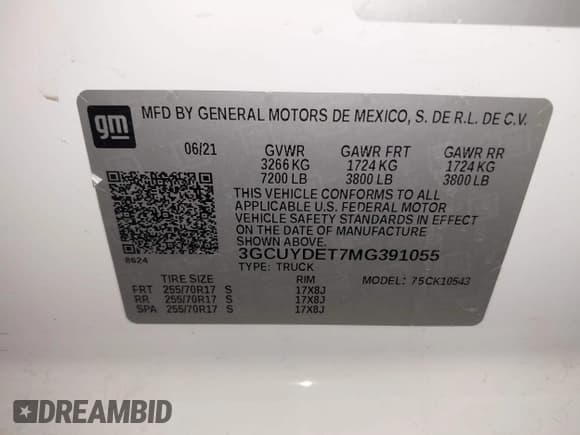 gm
MFD BY GENERAL MOTORS DE MEXICO, S. DE R.L. DE C.V.
06/21 GVWR GAWR FRT GAWR RR
3266 KG 1724 KG 1724 KG
7200 LB 3800 LB 3800 LB
THIS VEHICLE CONFORMS TO ALL
APPLICABLE U.S. FEDERAL MOTOR
VEHICLE SAFETY STANDARDS IN EFFECT
ON THE DATE OF MANUFACTURE
SHOWN ABOVE.
8624
3GCUYDET7MG391055
TYPE: TRUCK MODEL: 75CK10543
TIRE SIZE RIM
FRT 255/70R17 S 17X8J
RR 255/70R17 S 17X8J
SPA 255/70R17 S 17X8J
DREAMBID